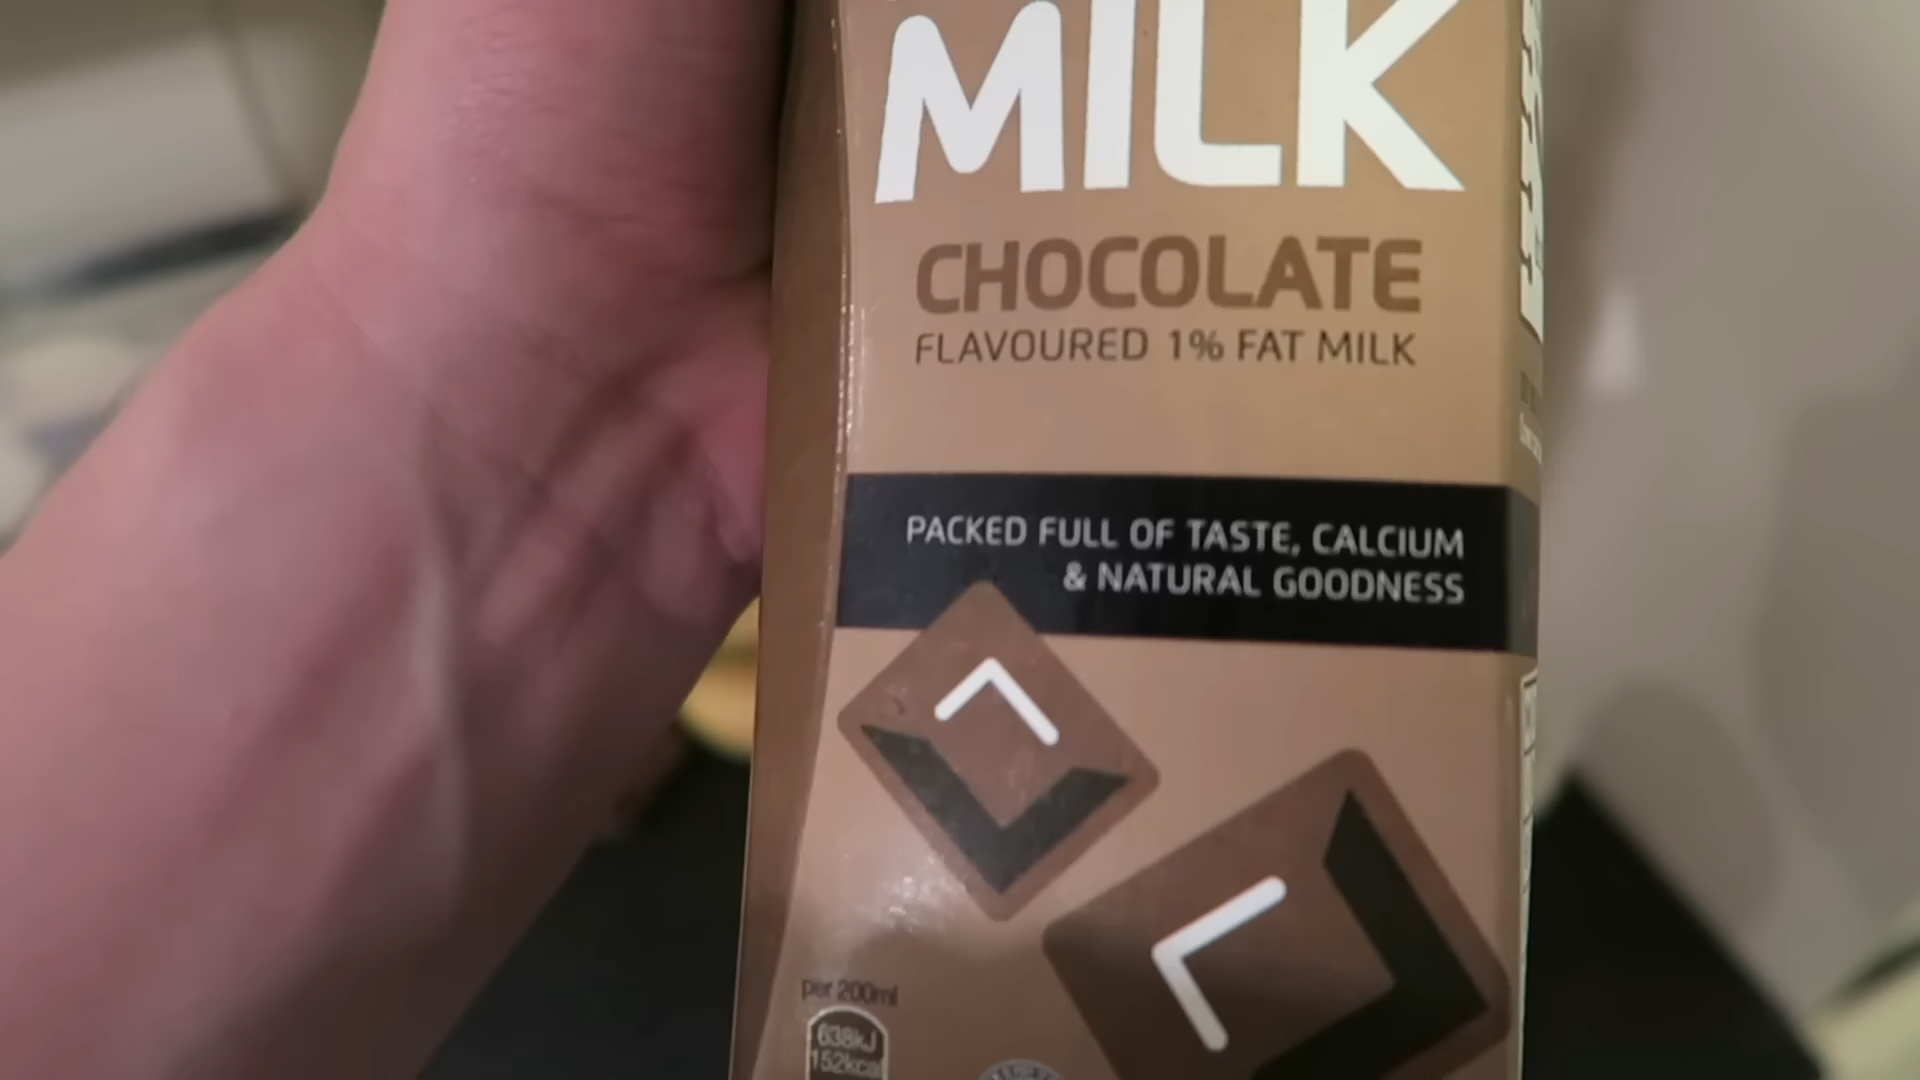 MILK
CHOCOLATE
FLAVOURED 1% FAT MILK
PACKED FULL OF TASTE, CALCIUM
& NATURAL GOODNESS
per 200ml
638kJ
152kcal